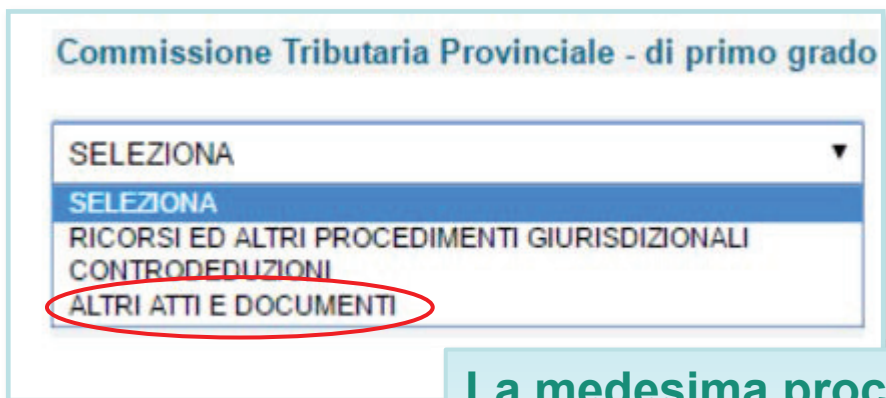 Commissione Tributaria Provinciale - di primo grado
SELEZIONA
SELEZIONA
RICORSI ED ALTRI PROCEDIMENTI GIURISDIZIONALI
CONTRODEDUZIONI
ALTRI ATTI E DOCUMENTI
La medesima proc